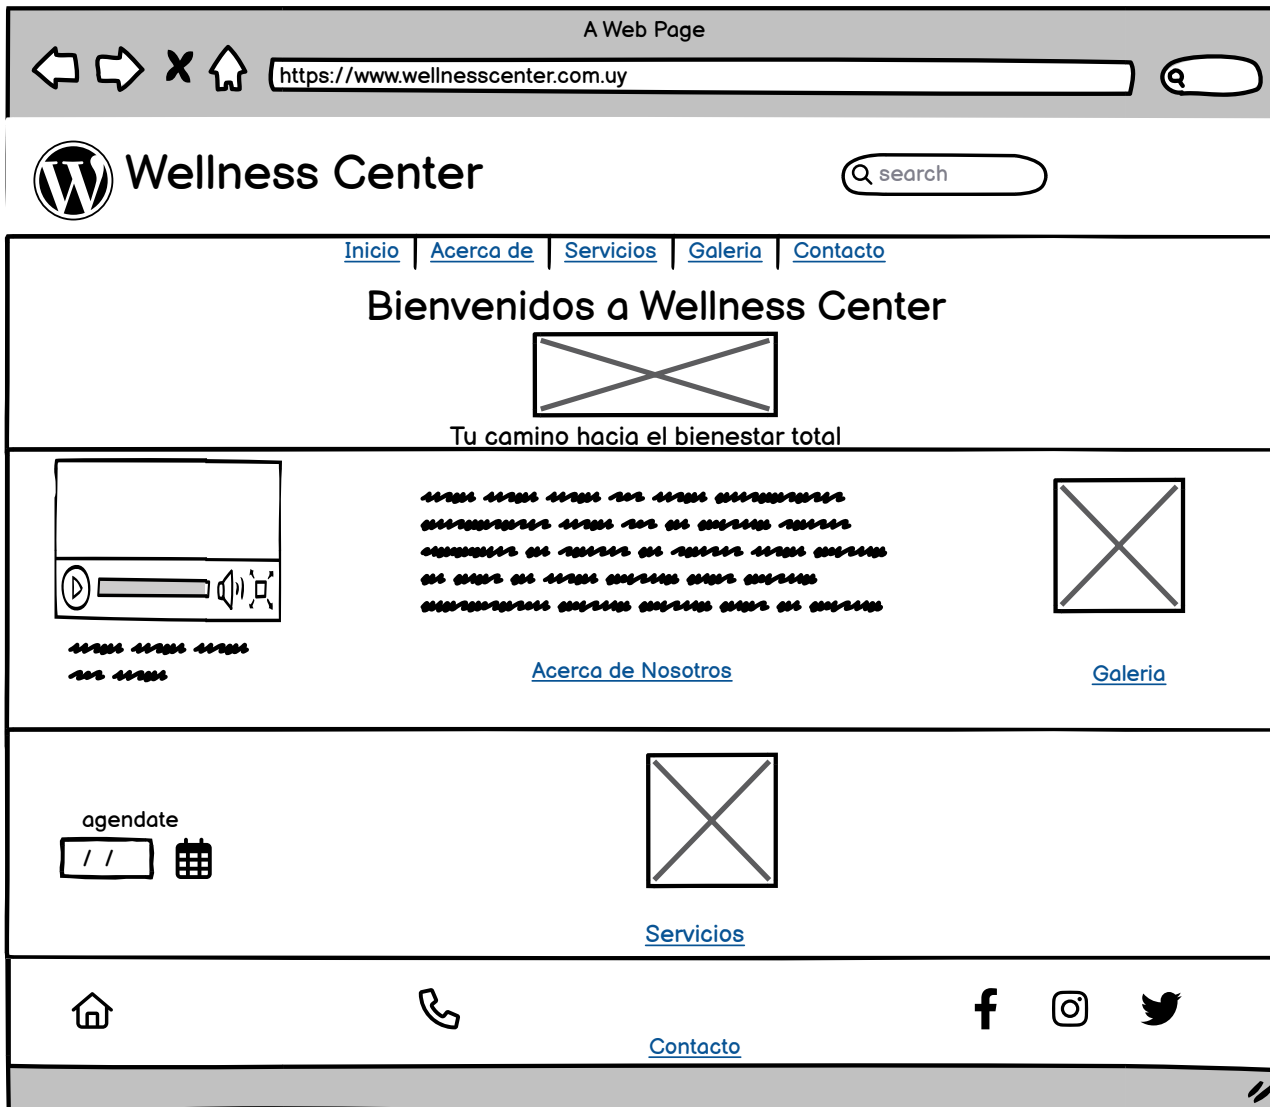 A Web Page
https://www.wellnesscenter.com.uy
Wellness Center
search
Inicio Acerca de Servicios Galeria Contacto
Bienvenidos a Wellness Center
Tu camino hacia el bienestar total
Acerca de Nosotros
Galeria
agendate
/ /
Servicios
Contacto